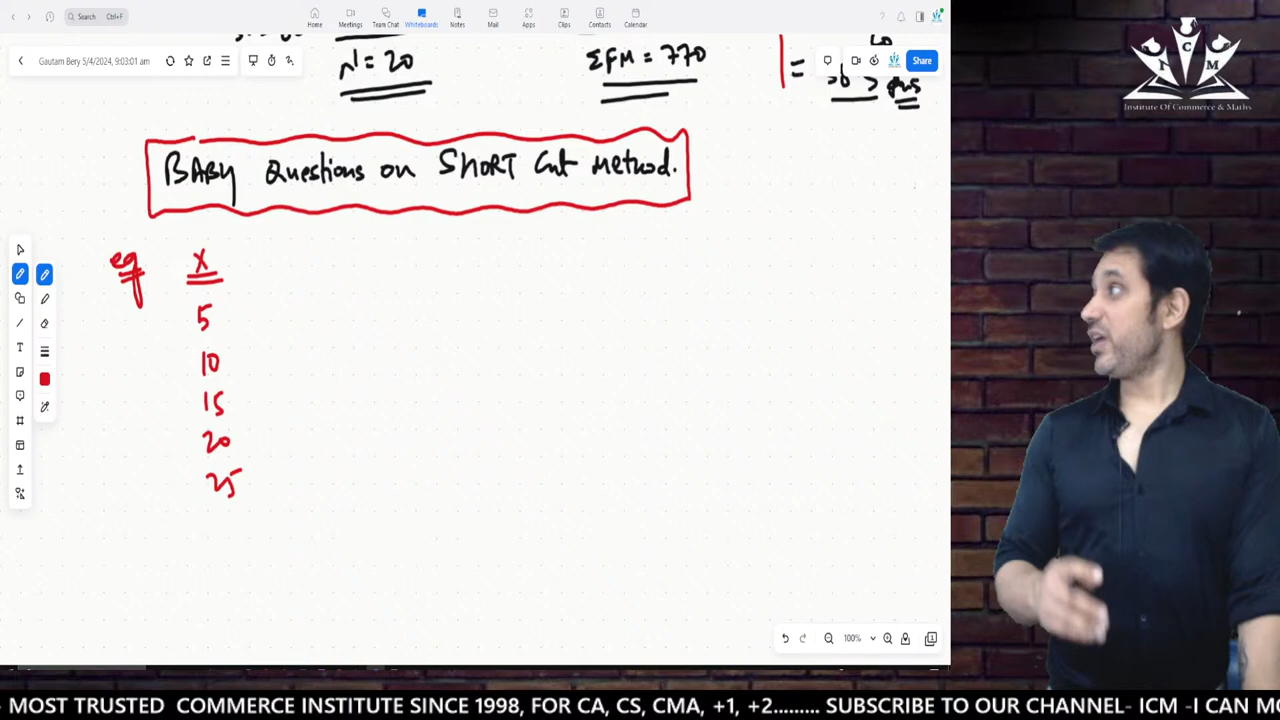 Search Ctrl+F
Home Meetings Team Chat Whiteboards Notes Mail Apps Clips Contacts Calendar
Gautam Bery 5/4/2024, 9:03:01 am
Share
N = 20
ΣFM = 770
=
BABY Questions on SHORT Cut Method.
eg
X
5
10
15
20
25
100%
I C M
Institute Of Commerce & Maths
MOST TRUSTED COMMERCE INSTITUTE SINCE 1998, FOR CA, CS, CMA, +1, +2......... SUBSCRIBE TO OUR CHANNEL- ICM -I CAN M